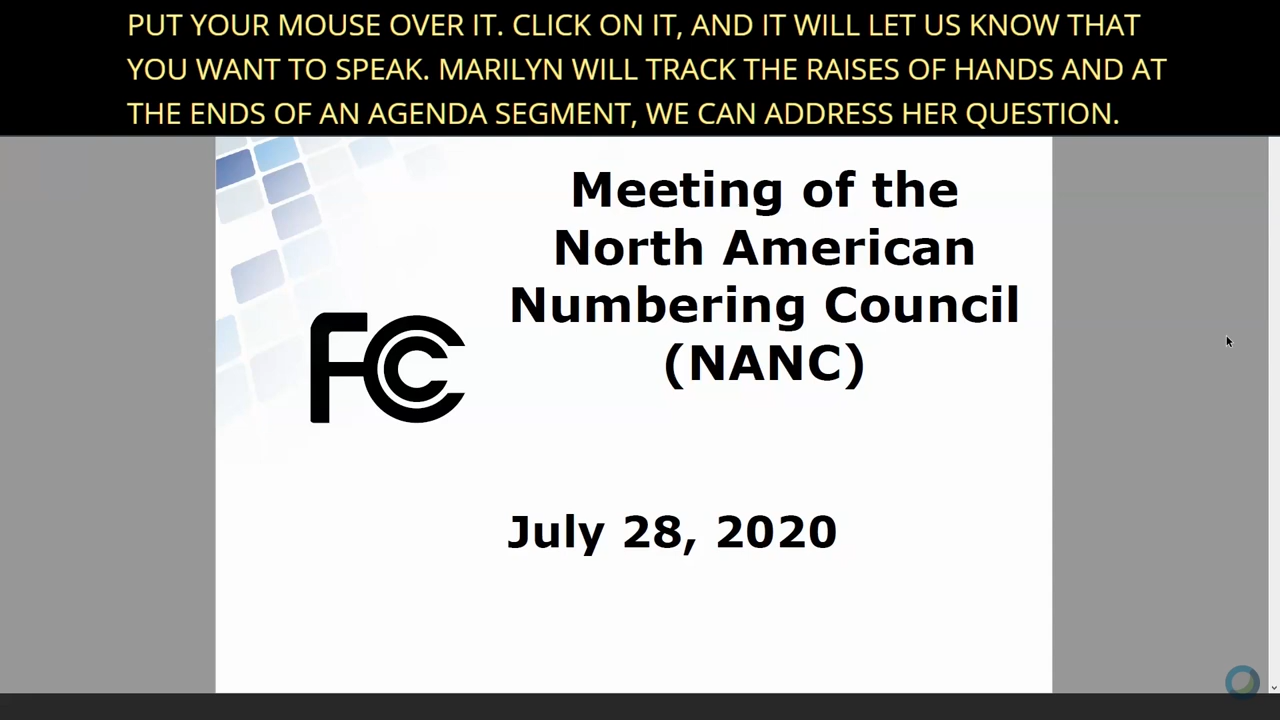 PUT YOUR MOUSE OVER IT. CLICK ON IT, AND IT WILL LET US KNOW THAT
YOU WANT TO SPEAK. MARILYN WILL TRACK THE RAISES OF HANDS AND AT
THE ENDS OF AN AGENDA SEGMENT, WE CAN ADDRESS HER QUESTION.
Meeting of the
North American
Numbering Council
(NANC)
FCC
July 28, 2020